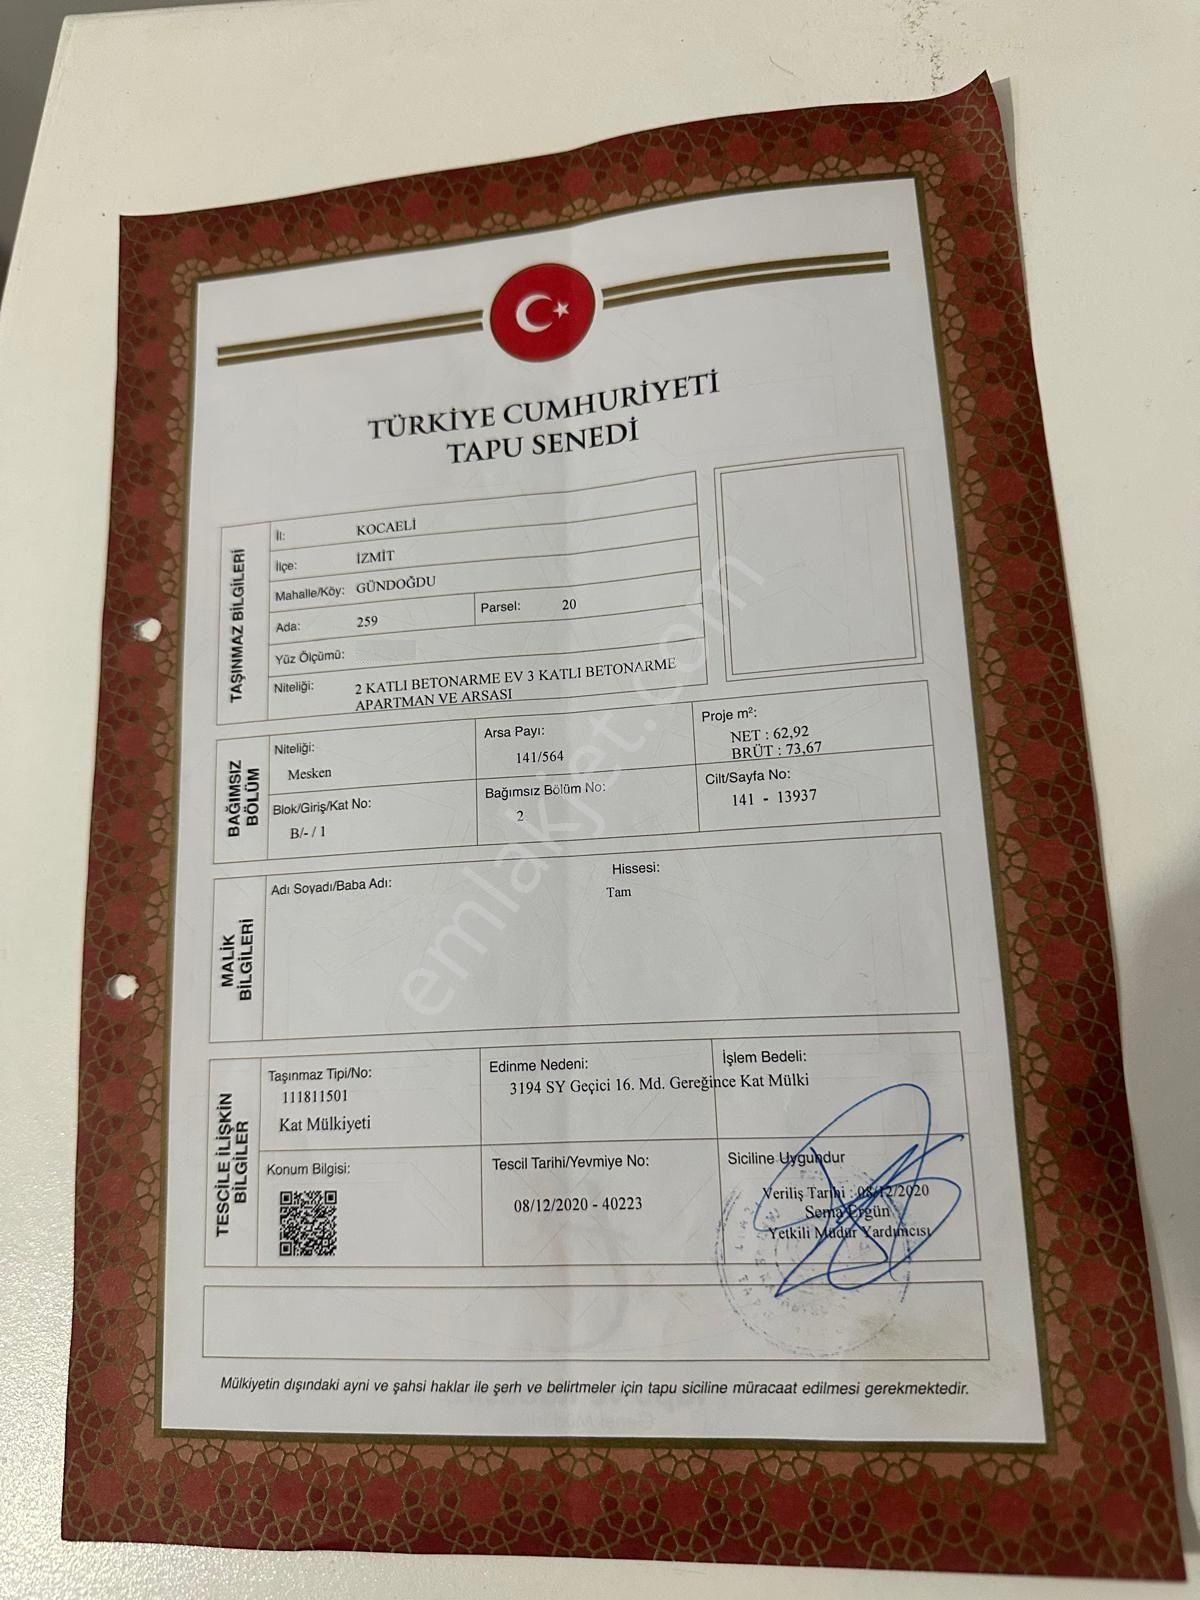 TÜRKİYE CUMHURİYETİ
TAPU SENEDİ
TAŞINMAZ BİLGİLERİ
İl: KOCAELİ
İlçe: İZMİT
Mahalle/Köy: GÜNDOĞDU
Ada: 259 Parsel: 20
Yüz Ölçümü:
Niteliği: 2 KATLI BETONARME EV 3 KATLI BETONARME
APARTMAN VE ARSASI
BAĞIMSIZ
BÖLÜM
Niteliği:
Mesken
Arsa Payı:
141/564
Proje m²:
NET : 62,92
BRÜT : 73,67
Blok/Giriş/Kat No:
B/- / 1
Bağımsız Bölüm No:
2
Cilt/Sayfa No:
141 - 13937
MALİK
BİLGİLERİ
Adı Soyadı/Baba Adı:
Hissesi:
Tam
TESCİLE İLİŞKİN
BİLGİLER
Taşınmaz Tipi/No:
111811501
Kat Mülkiyeti
Edinme Nedeni:
3194 SY Geçici 16. Md. Gereğince Kat Mülki
İşlem Bedeli:
Konum Bilgisi:
Tescil Tarihi/Yevmiye No:
08/12/2020 - 40223
Siciline Uygundur
Veriliş Tarihi : 08/12/2020
Sema Ergün
Yetkili Müdür Yardımcısı
Mülkiyetin dışındaki ayni ve şahsi haklar ile şerh ve belirtmeler için tapu siciline müracaat edilmesi gerekmektedir.
emlakjet.com